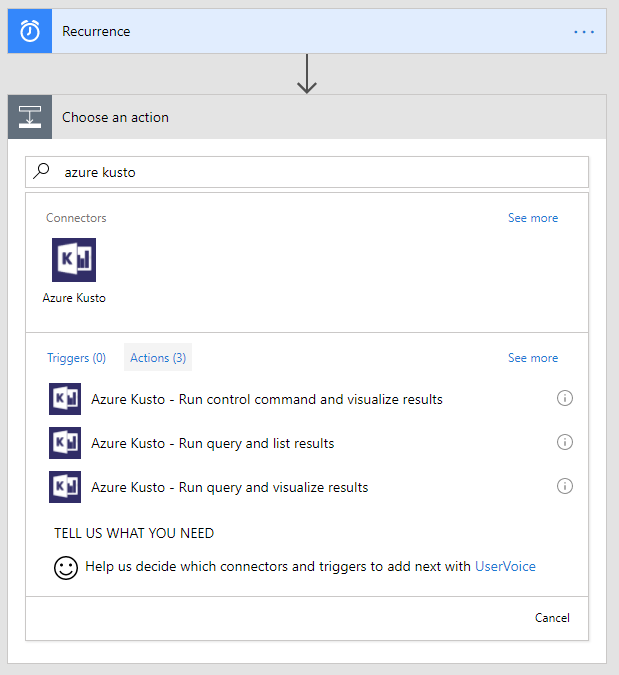 Recurrence
Choose an action
azure kusto
Connectors
See more
K
Azure Kusto
Triggers (0)
Actions (3)
See more
K
Azure Kusto - Run control command and visualize results
K
Azure Kusto - Run query and list results
K
Azure Kusto - Run query and visualize results
TELL US WHAT YOU NEED
Help us decide which connectors and triggers to add next with UserVoice
Cancel